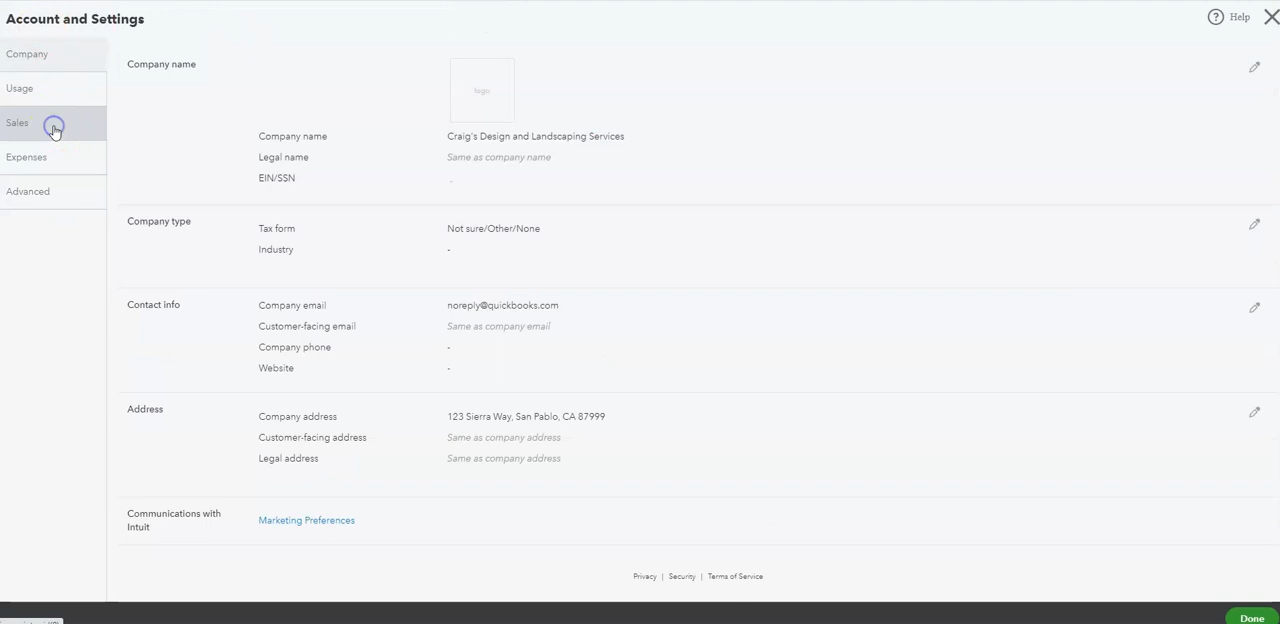 Account and Settings
Help
Company
Usage
Sales
Expenses
Advanced
Company name
logo
Company name Craig's Design and Landscaping Services
Legal name Same as company name
EIN/SSN -
Company type
Tax form Not sure/Other/None
Industry -
Contact info
Company email noreply@quickbooks.com
Customer-facing email Same as company email
Company phone -
Website -
Address
Company address 123 Sierra Way, San Pablo, CA 87999
Customer-facing address Same as company address
Legal address Same as company address
Communications with
Intuit
Marketing Preferences
Privacy | Security | Terms of Service
Done